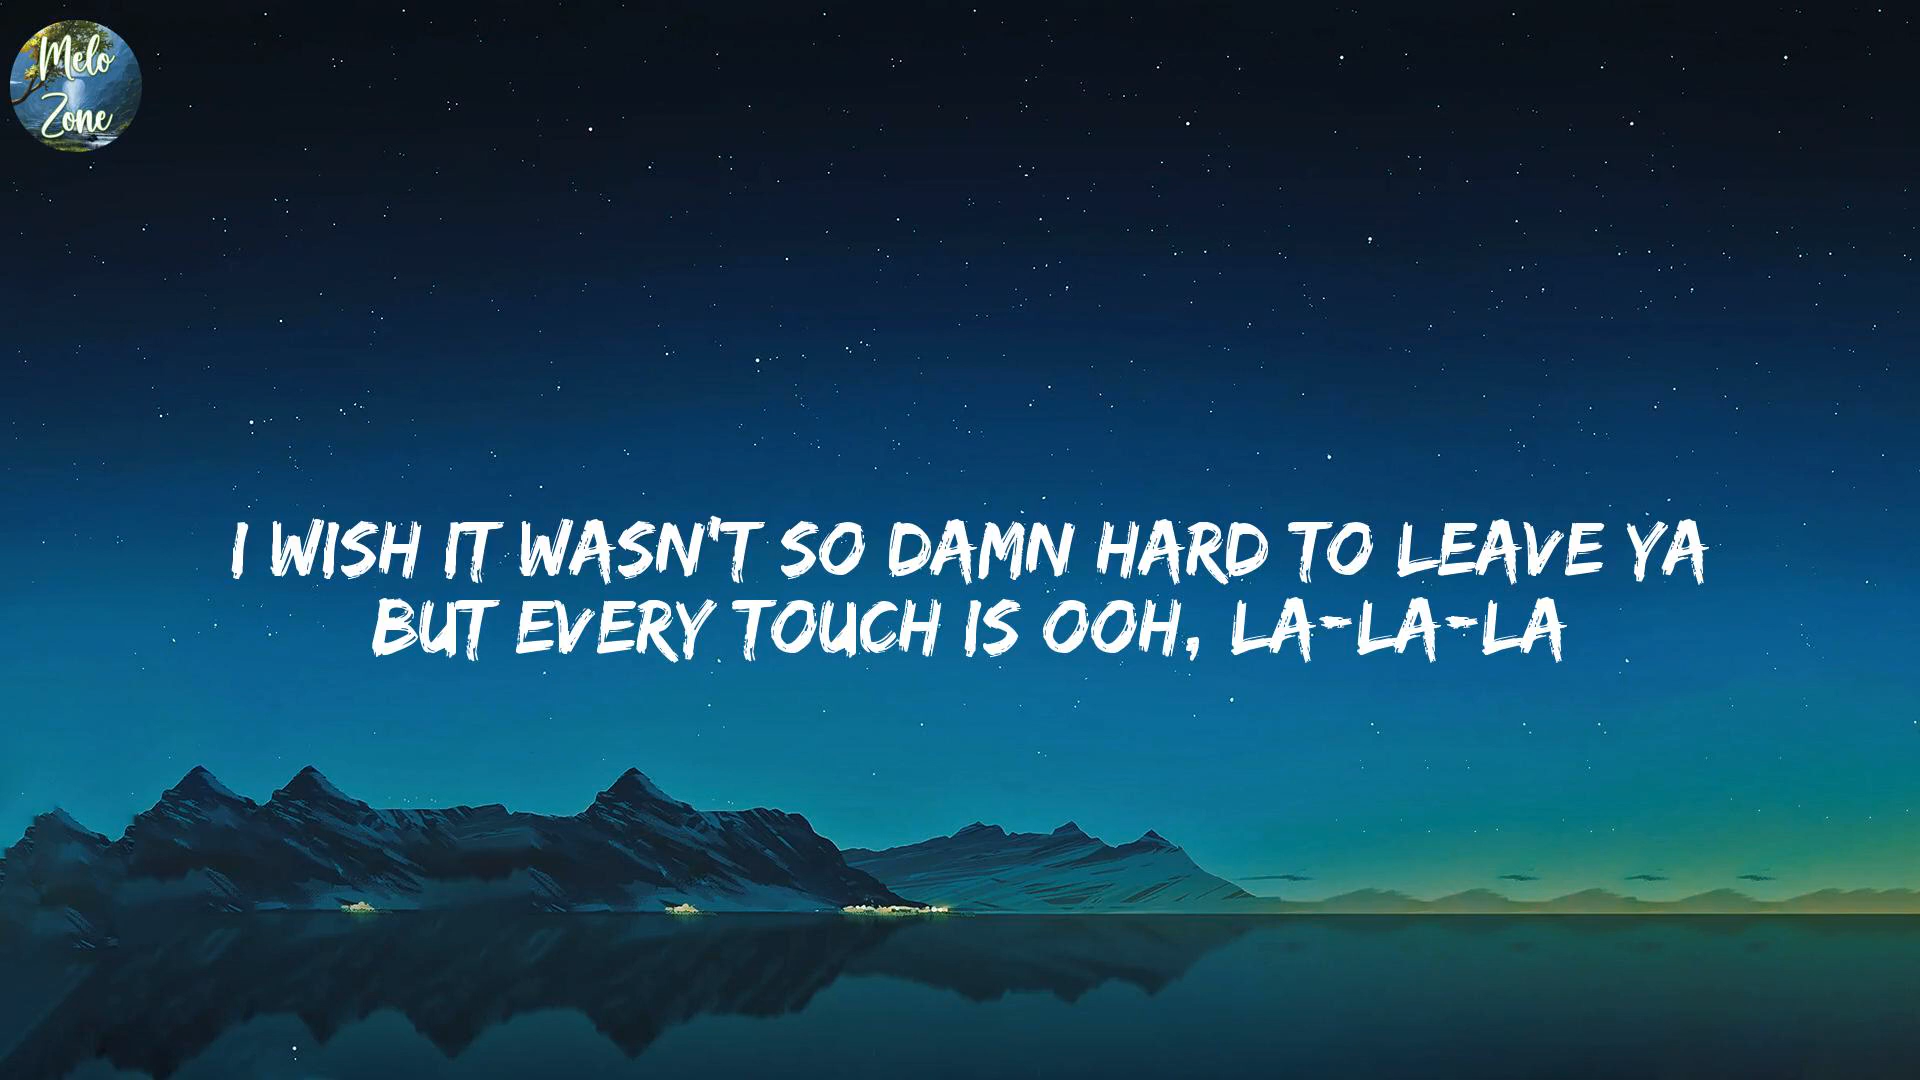 Melo
Zone
I WISH IT WASN'T SO DAMN HARD TO LEAVE YA
BUT EVERY TOUCH IS OOH, LA-LA-LA